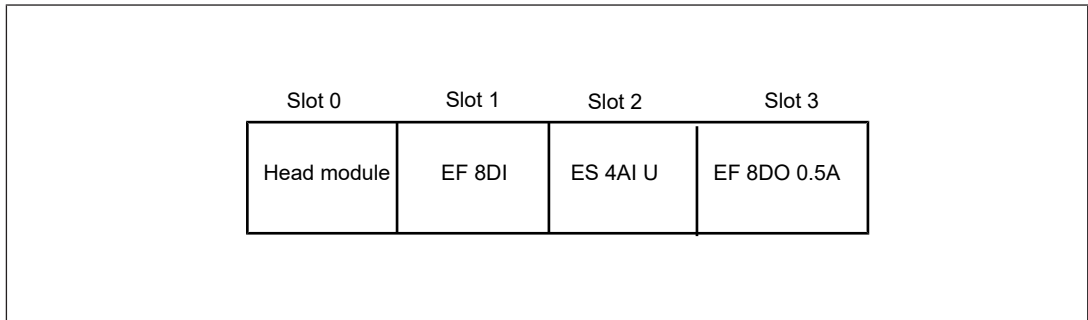 Slot 0 Slot 1 Slot 2 Slot 3
Head module EF 8DI ES 4AI U EF 8DO 0.5A